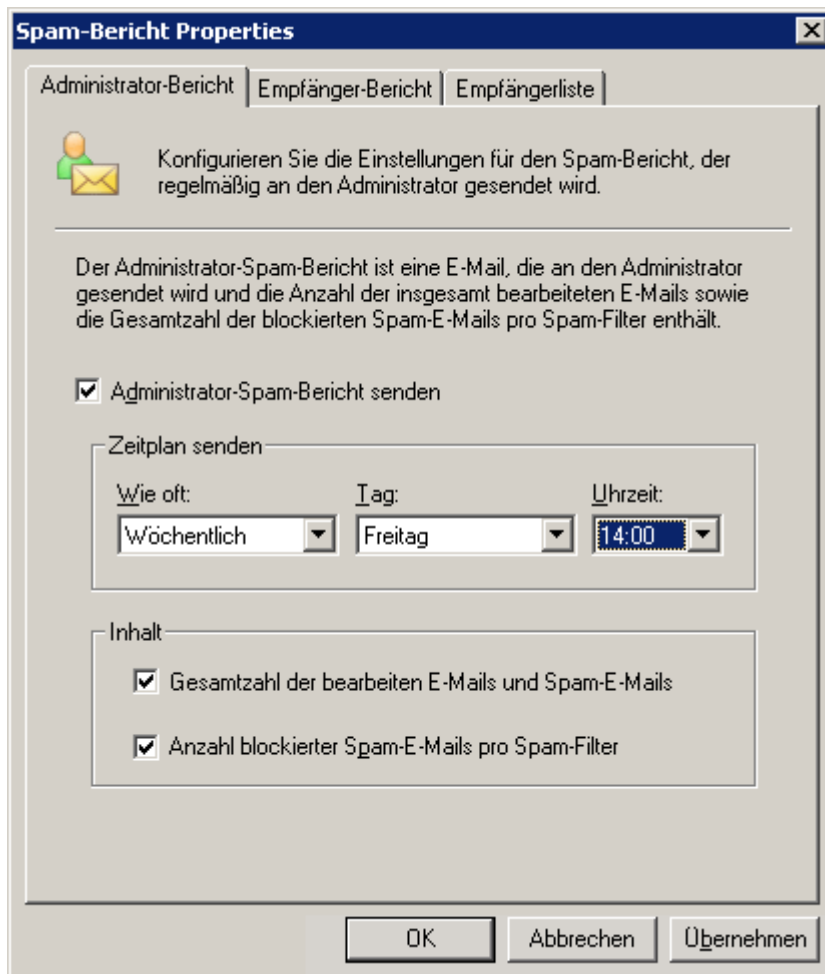 Spam-Bericht Properties
Administrator-Bericht Empfänger-Bericht Empfängerliste
Konfigurieren Sie die Einstellungen für den Spam-Bericht, der
regelmäßig an den Administrator gesendet wird.
Der Administrator-Spam-Bericht ist eine E-Mail, die an den Administrator
gesendet wird und die Anzahl der insgesamt bearbeiteten E-Mails sowie
die Gesamtzahl der blockierten Spam-E-Mails pro Spam-Filter enthält.
Administrator-Spam-Bericht senden
Zeitplan senden
Wie oft: Tag: Uhrzeit:
Wöchentlich Freitag 14:00
Inhalt
Gesamtzahl der bearbeiten E-Mails und Spam-E-Mails
Anzahl blockierter Spam-E-Mails pro Spam-Filter
OK Abbrechen Übernehmen